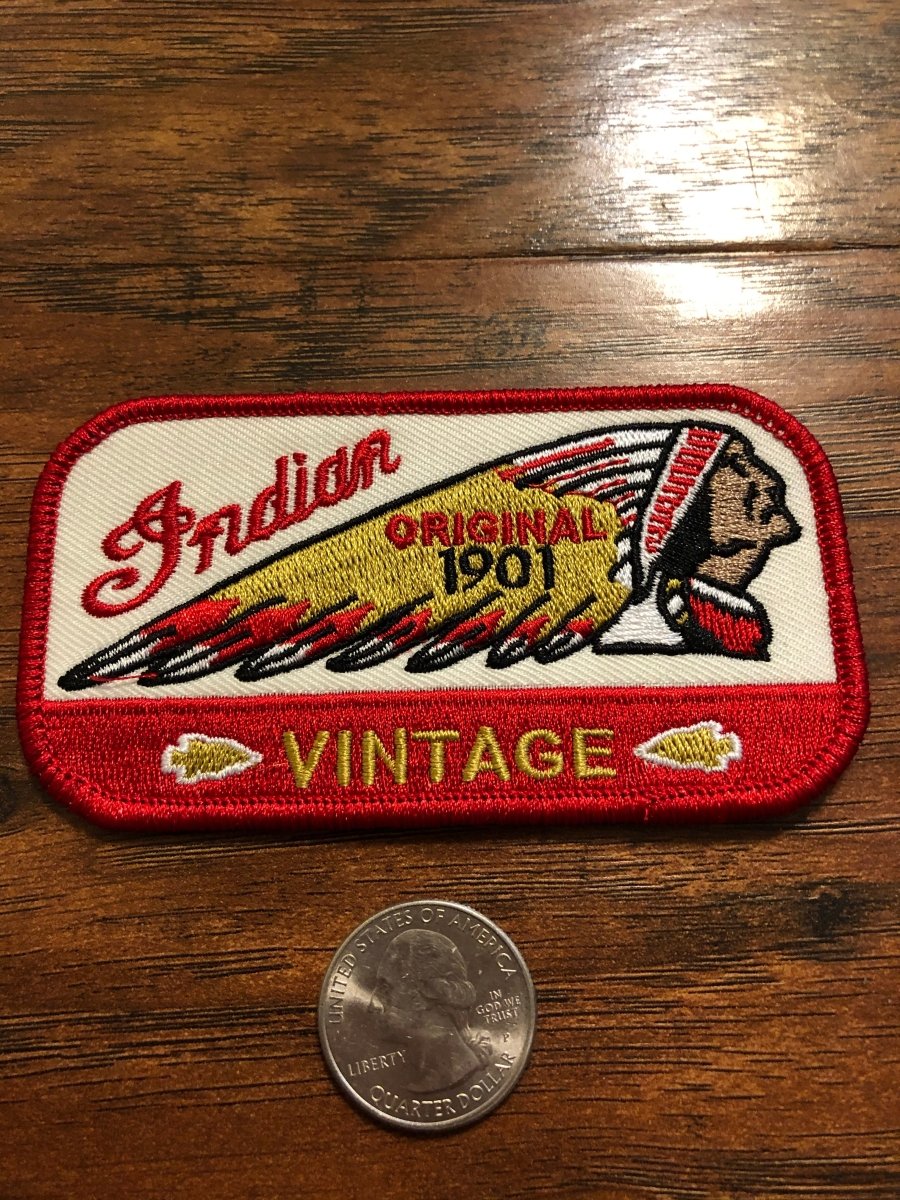 Indian
ORIGINAL
1901
VINTAGE
UNITED STATES OF AMERICA
IN
GOD WE
TRUST
P
LIBERTY
QUARTER DOLLAR